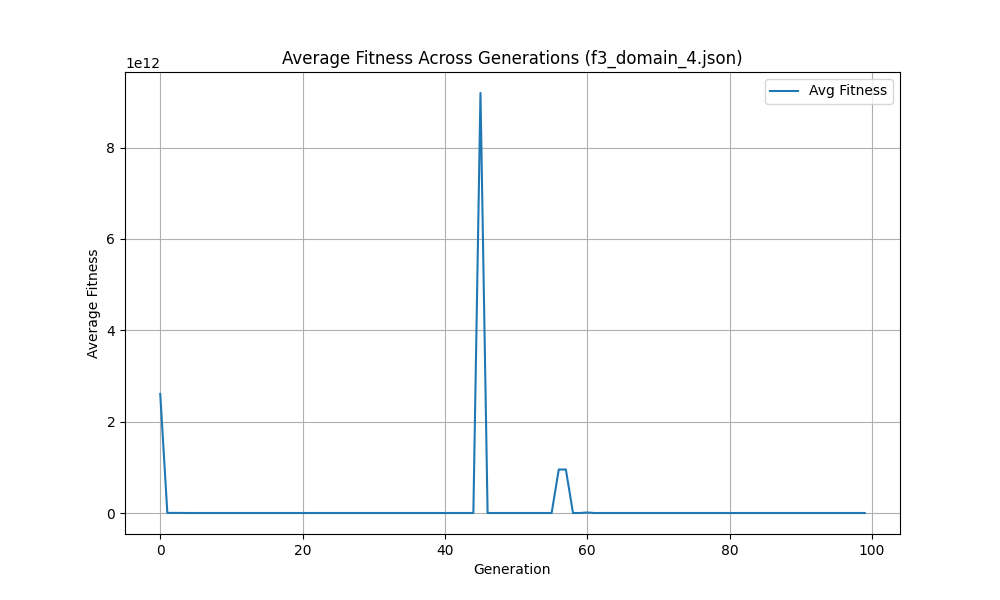 Average Fitness Across Generations (f3_domain_4.json)
1e12
Avg Fitness
8
6
4
2
0
Average Fitness
0 20 40 60 80 100
Generation